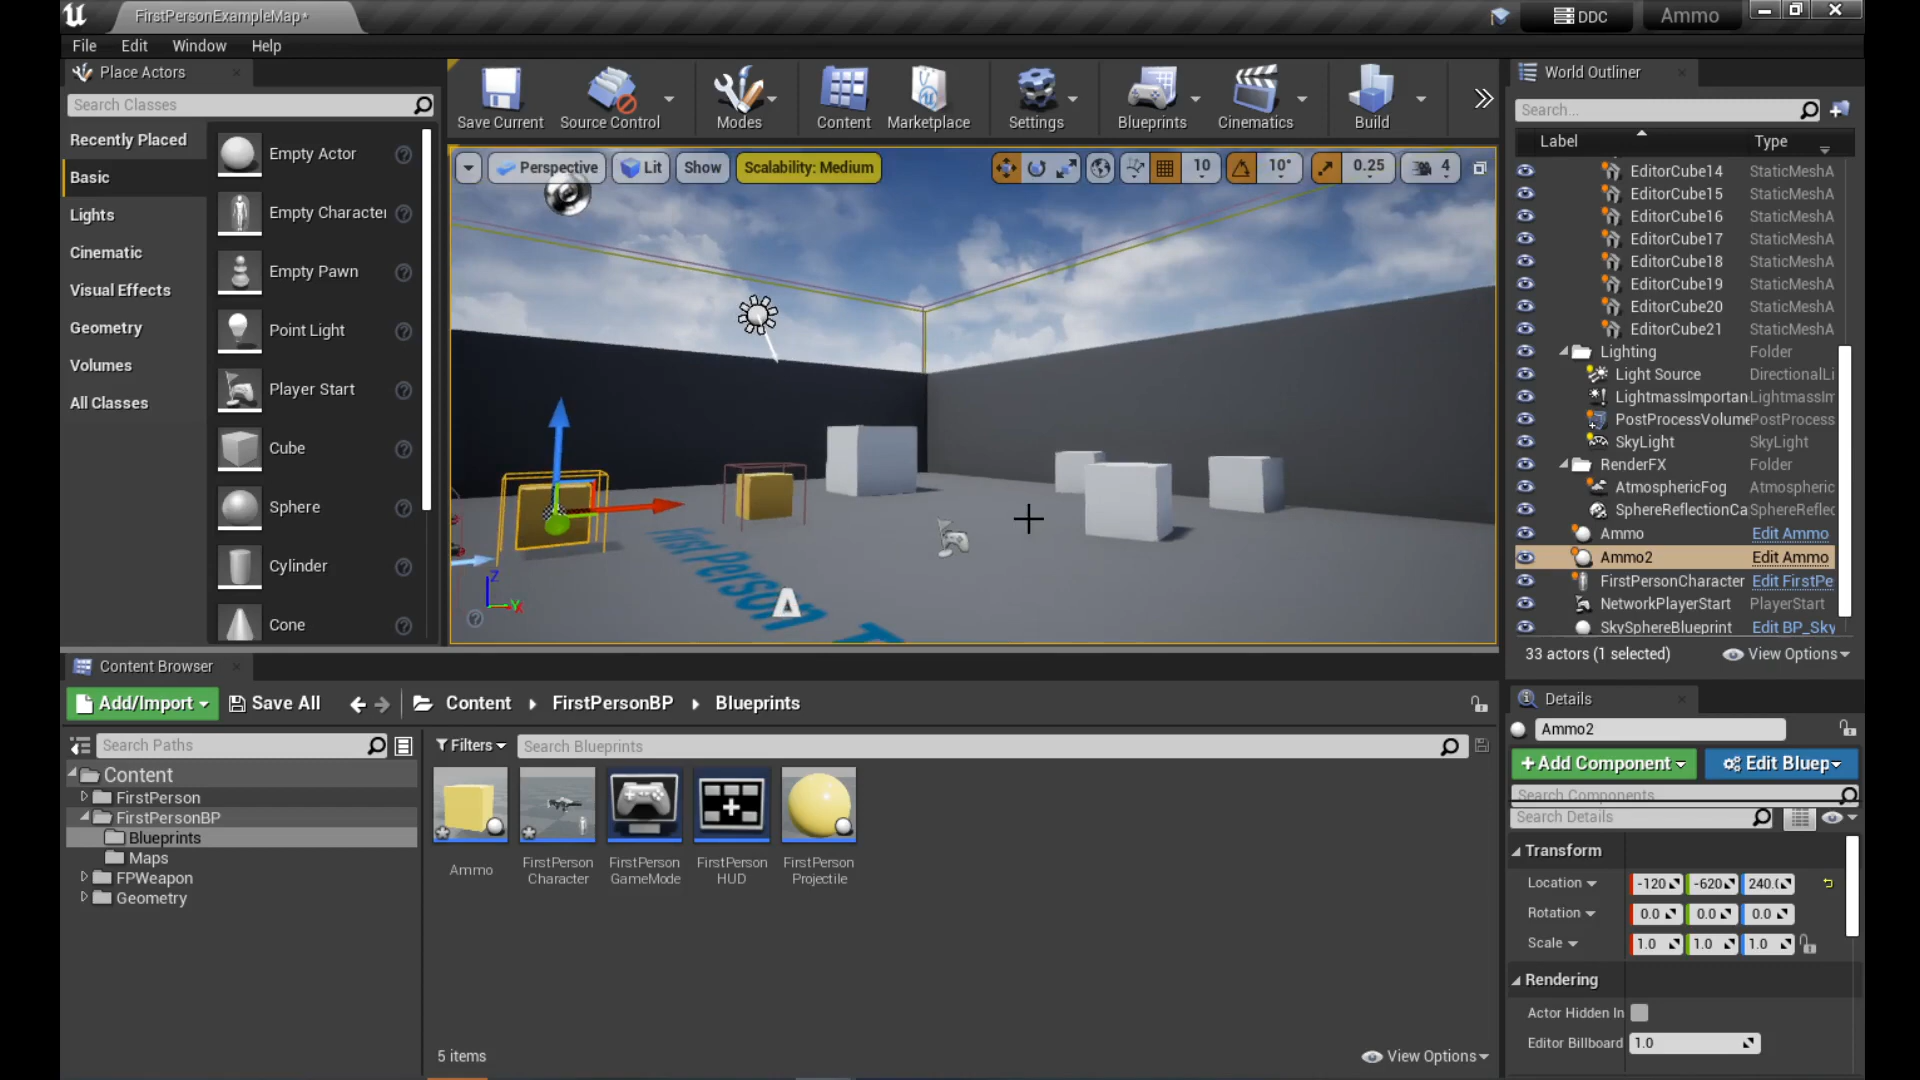 FirstPersonExampleMap*
DDC
Ammo
File Edit Window Help
Place Actors
Search Classes
Recently Placed
Basic
Lights
Cinematic
Visual Effects
Geometry
Volumes
All Classes
Empty Actor
Empty Character
Empty Pawn
Point Light
Player Start
Cube
Sphere
Cylinder
Cone
Save Current
Source Control
Modes
Content
Marketplace
Settings
Blueprints
Cinematics
Build
Perspective
Lit
Show
Scalability: Medium
10
10°
0.25
4
First Person T
A
Z
Y
World Outliner
Search...
Label Type
EditorCube14 StaticMeshA
EditorCube15 StaticMeshA
EditorCube16 StaticMeshA
EditorCube17 StaticMeshA
EditorCube18 StaticMeshA
EditorCube19 StaticMeshA
EditorCube20 StaticMeshA
EditorCube21 StaticMeshA
Lighting Folder
Light Source DirectionalLi
LightmassImportan LightmassIm
PostProcessVolume PostProcess
SkyLight SkyLight
RenderFX Folder
AtmosphericFog Atmospheric
SphereReflectionCa SphereReflec
Ammo Edit Ammo
Ammo2 Edit Ammo
FirstPersonCharacter Edit FirstPe
NetworkPlayerStart PlayerStart
SkySphereBlueprint Edit BP_Sky
33 actors (1 selected)
View Options
Content Browser
Add/Import
Save All
Content
FirstPersonBP
Blueprints
Search Paths
Filters
Search Blueprints
Content
FirstPerson
FirstPersonBP
Blueprints
Maps
FPWeapon
Geometry
Ammo
FirstPerson
Character
FirstPerson
GameMode
FirstPerson
HUD
FirstPerson
Projectile
5 items
View Options
Details
Ammo2
+Add Component
Edit Bluep
Search Components
Search Details
Transform
Location -120 -620 240.0
Rotation 0.0 0.0 0.0
Scale 1.0 1.0 1.0
Rendering
Actor Hidden In
Editor Billboard 1.0